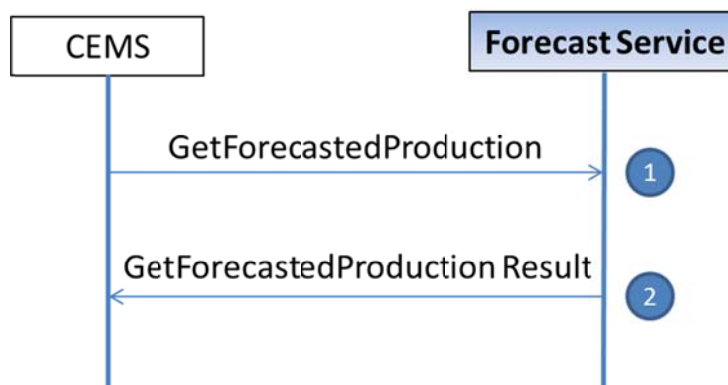 CEMS
Forecast Service
GetForecastedProduction
1
GetForecastedProduction Result
2